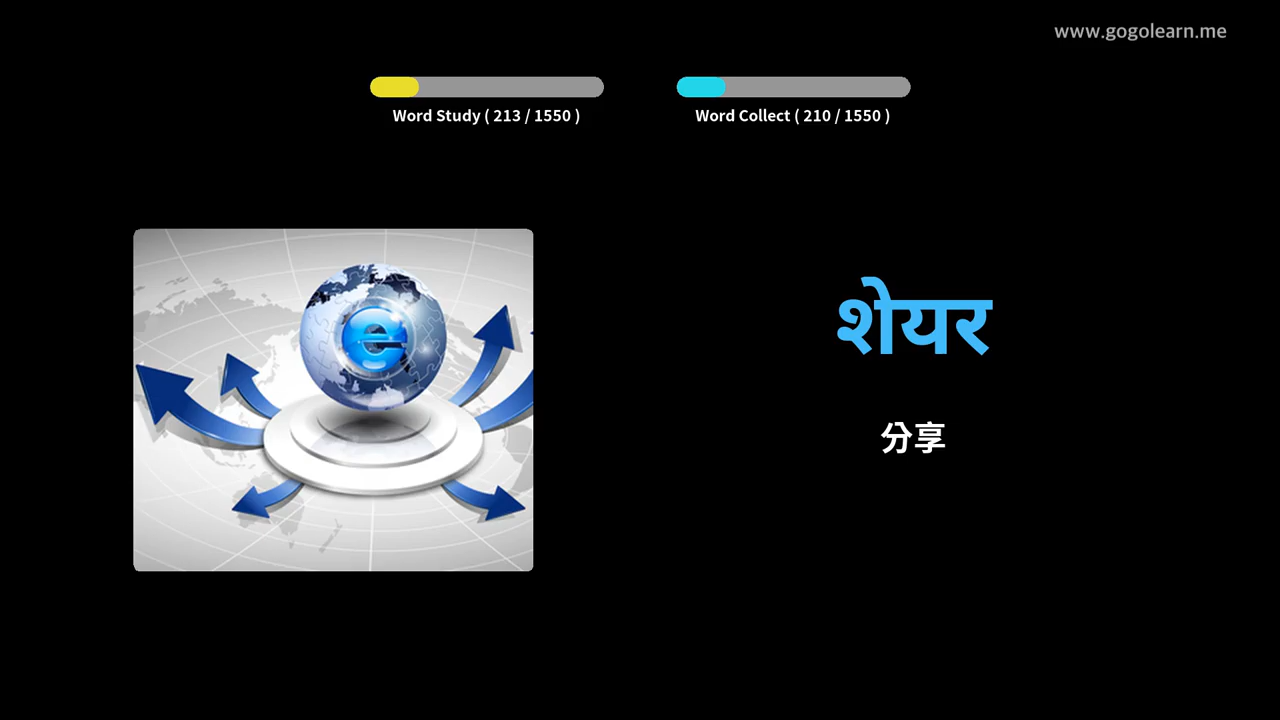 www.gogolearn.me
Word Study ( 213 / 1550 )
Word Collect ( 210 / 1550 )
e
शेयर
分享